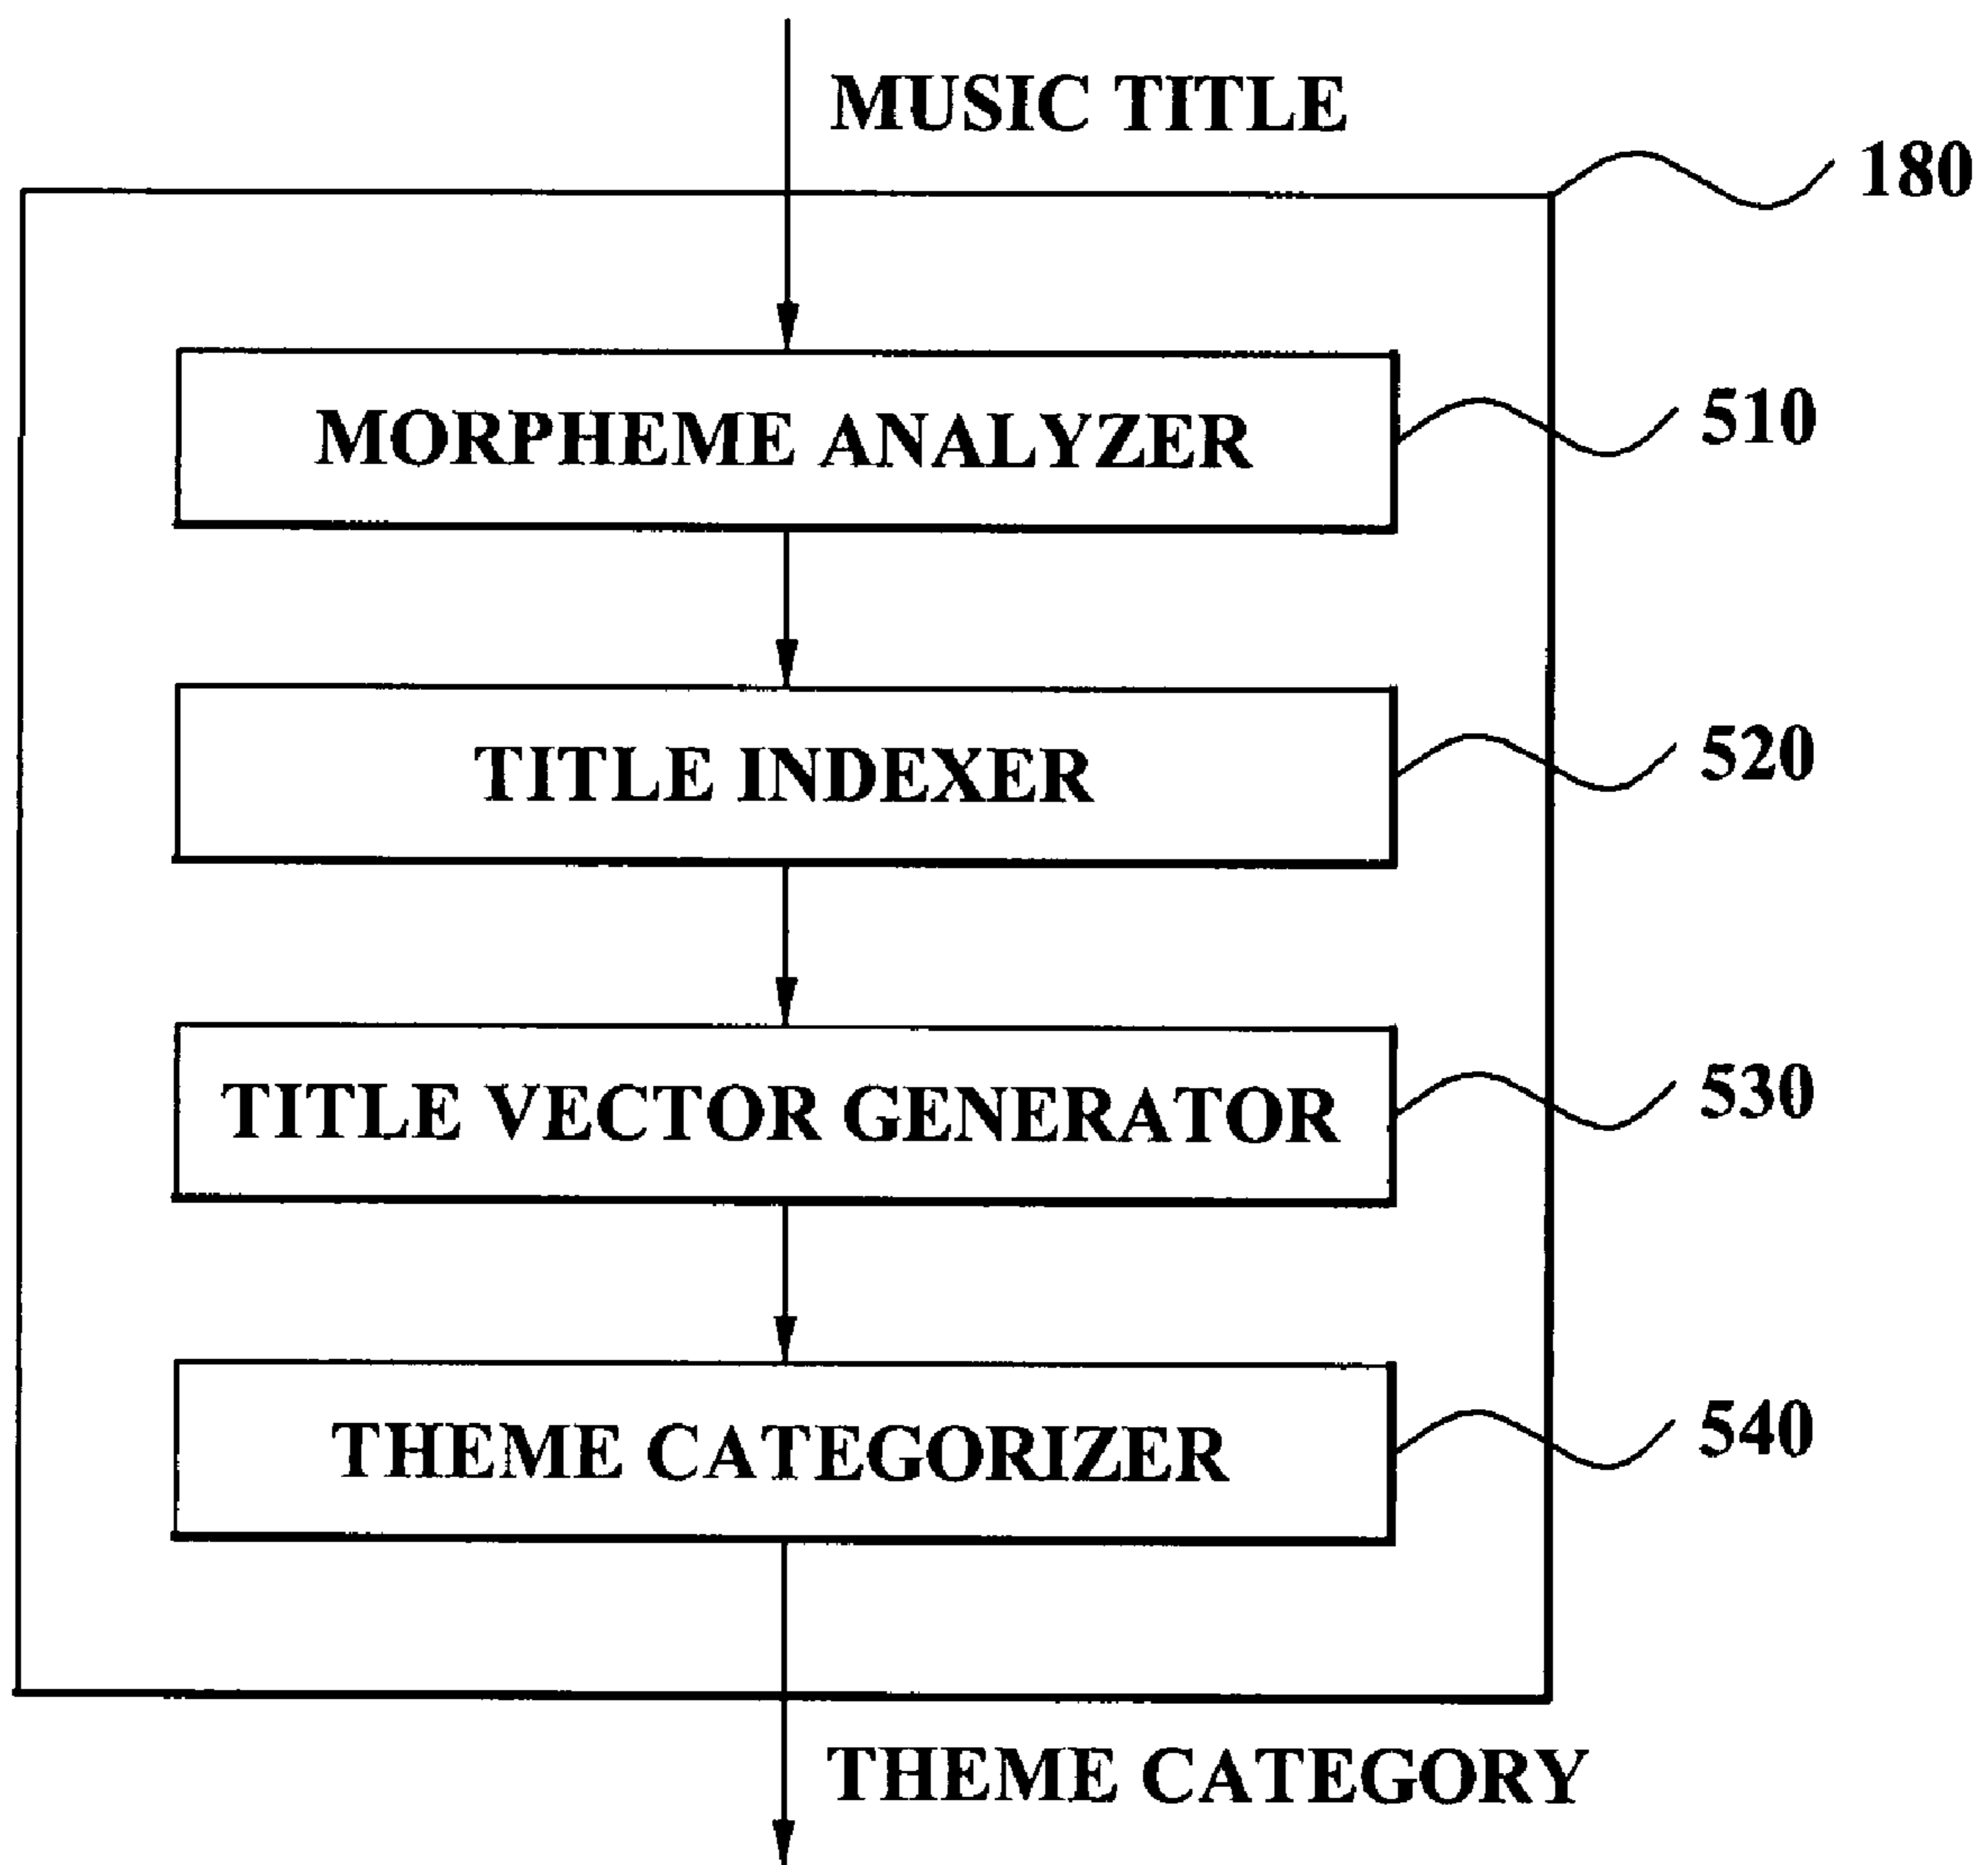 MUSIC TITLE
180
MORPHEME ANALYZER
510
TITLE INDEXER
520
TITLE VECTOR GENERATOR
530
THEME CATEGORIZER
540
THEME CATEGORY